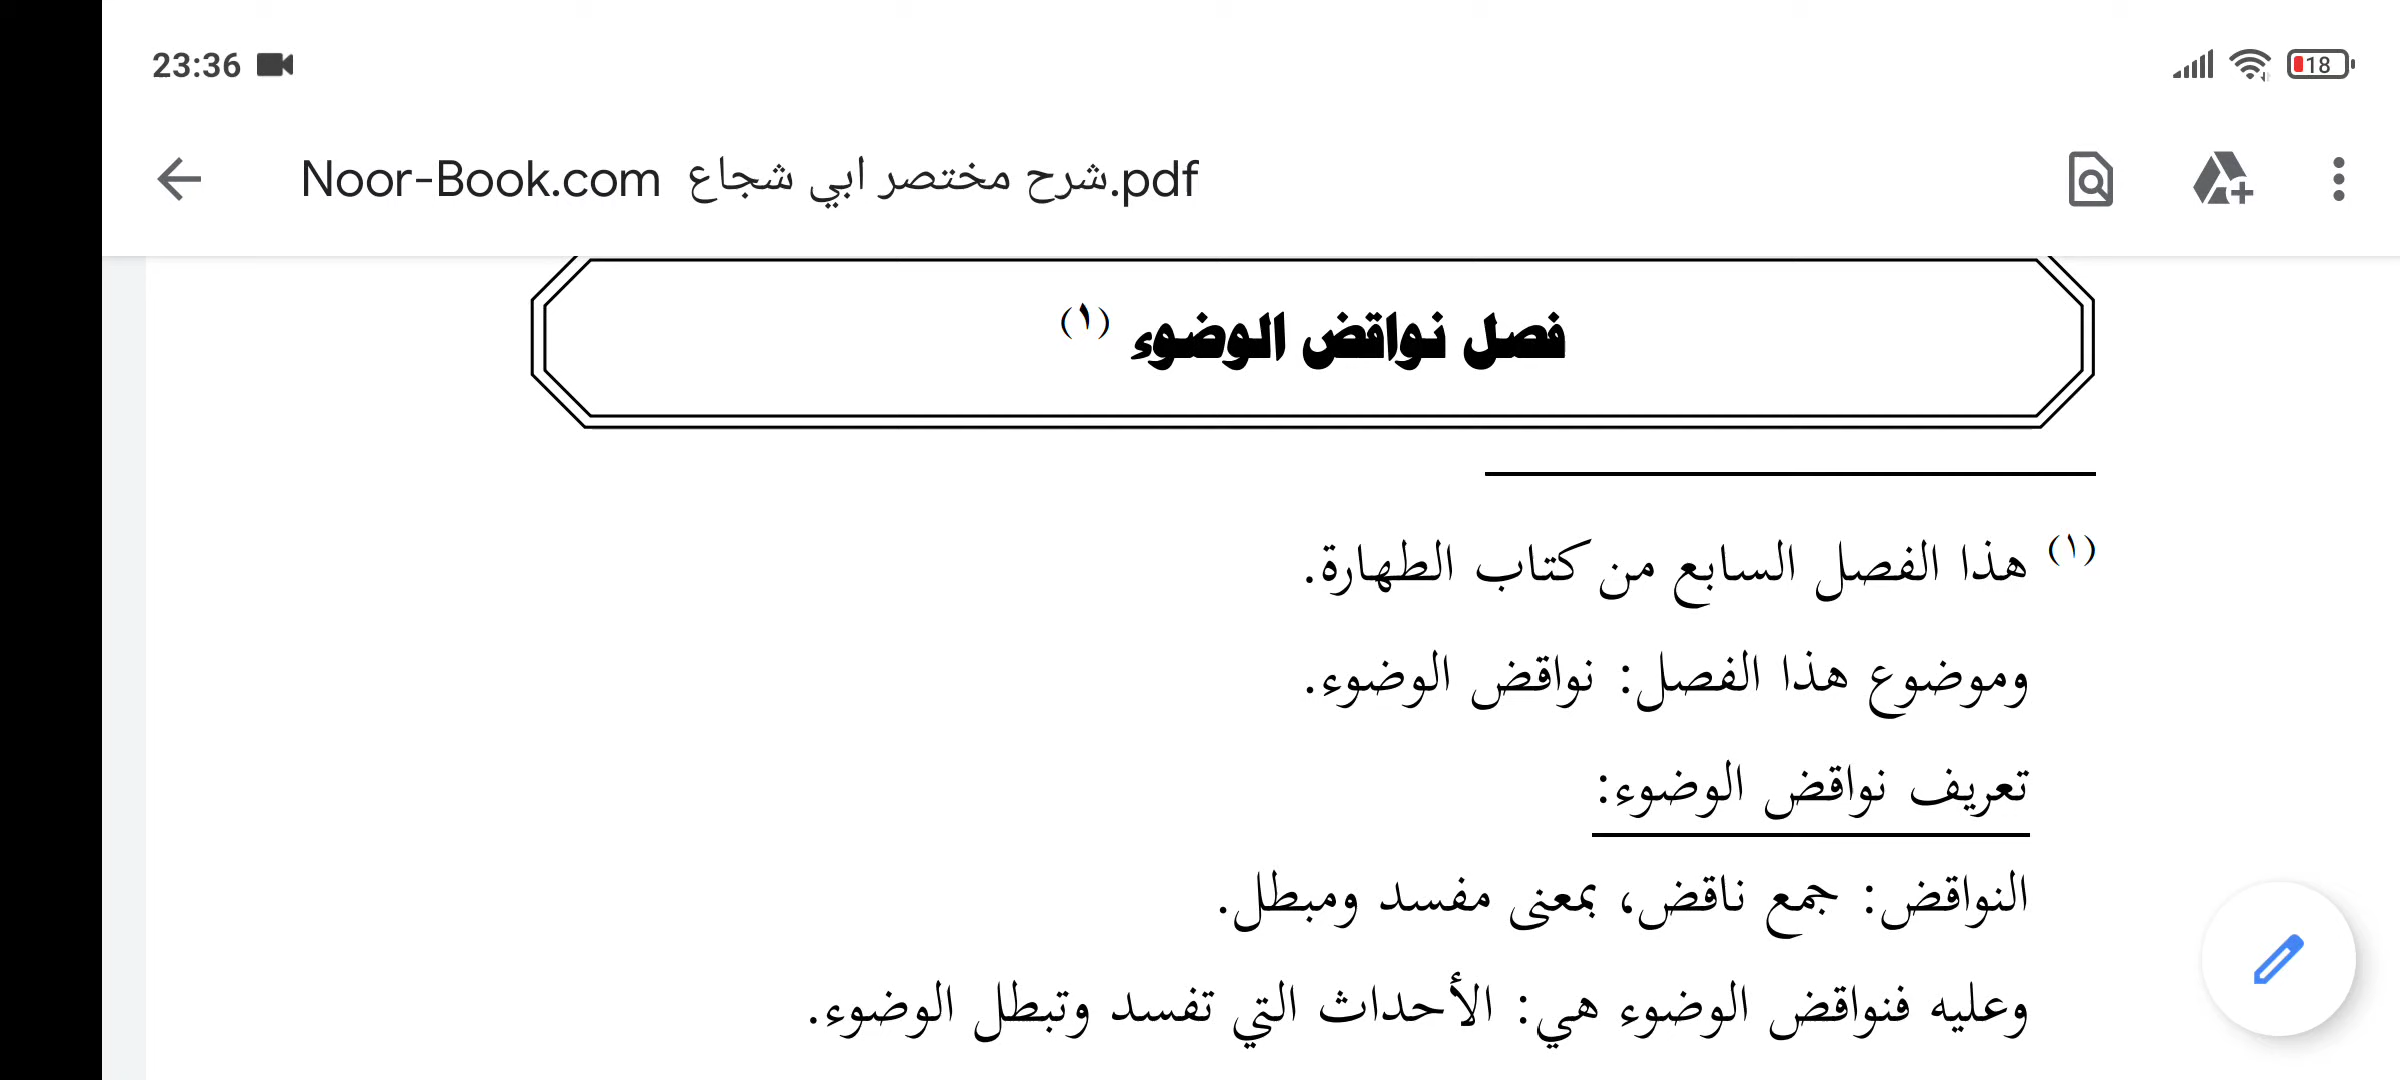 23:36
18
Noor-Book.com شرح مختصر ابي شجاع.pdf
فصل نواقض الوضوء (١)
(١) هذا الفصل السابع من كتاب الطهارة.
وموضوع هذا الفصل: نواقض الوضوء.
تعريف نواقض الوضوء:
النواقض: جمع ناقض، بمعنى مفسد ومبطل.
وعليه فنواقض الوضوء هي: الأحداث التي تفسد وتبطل الوضوء.